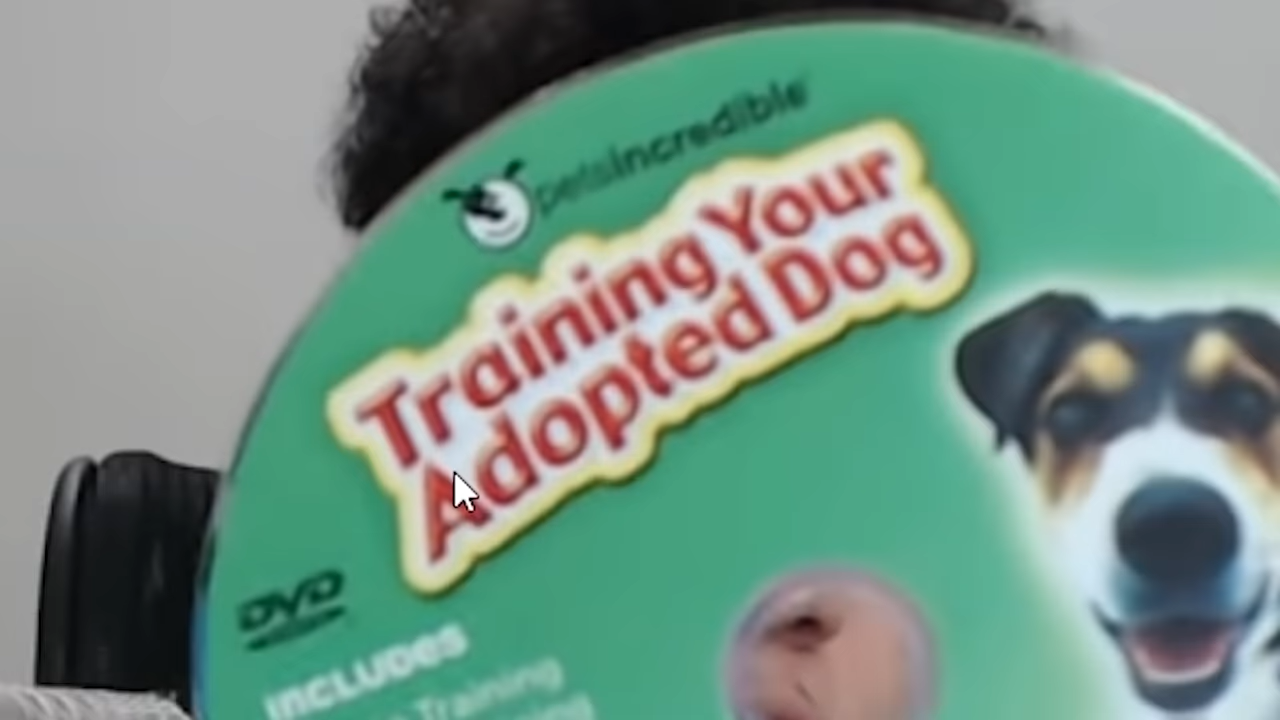 petsincredible
Training Your
Adopted Dog
DVD
INCLUDES
Training